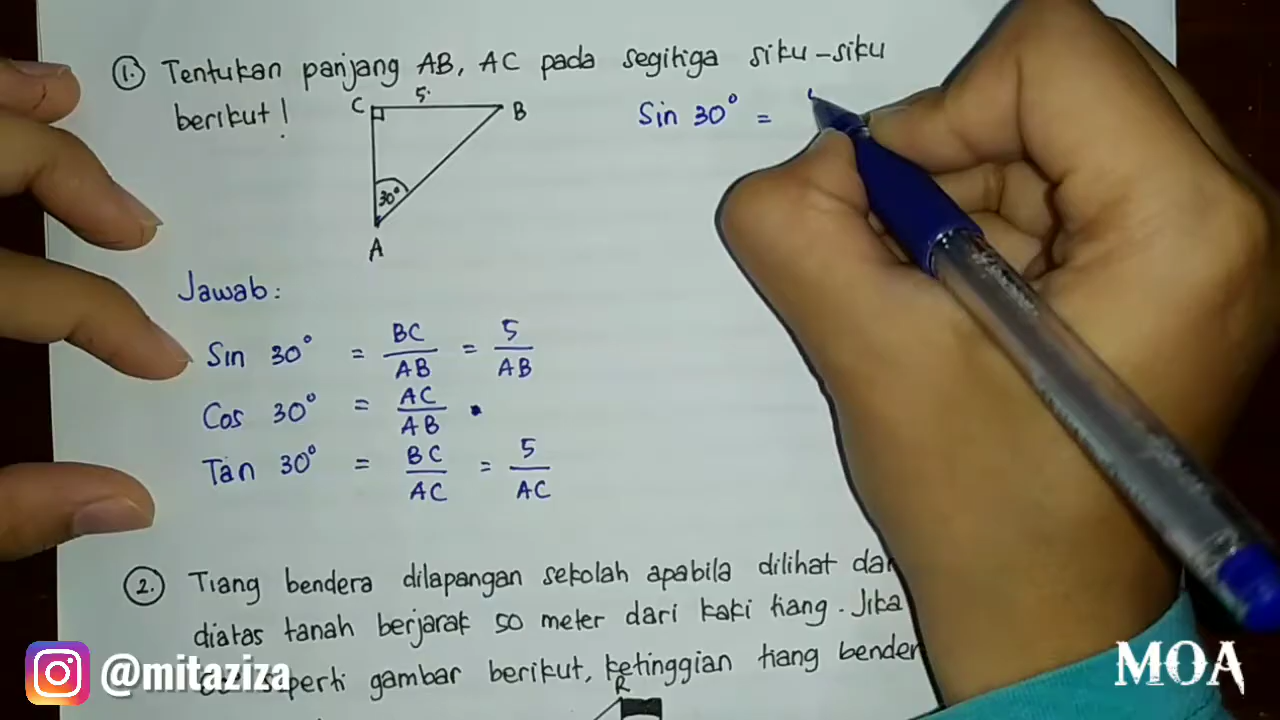 1. Tentukan panjang AB, AC pada segitiga siku-siku
berikut!
C 5 B
30°
A
Sin 30° =
Jawab:
Sin 30° = BC/AB = 5/AB
Cos 30° = AC/AB
Tan 30° = BC/AC = 5/AC
2. Tiang bendera dilapangan sekolah apabila dilihat
diatas tanah berjarak 50 meter dari kaki tiang. Jika
seperti gambar berikut, ketinggian tiang
R
@mitaziza
MOA